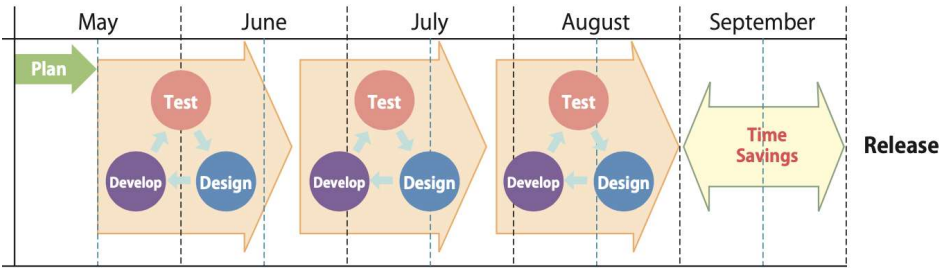 May
June
July
August
September
Plan
Test
Develop
Design
Test
Develop
Design
Test
Develop
Design
Time
Savings
Release